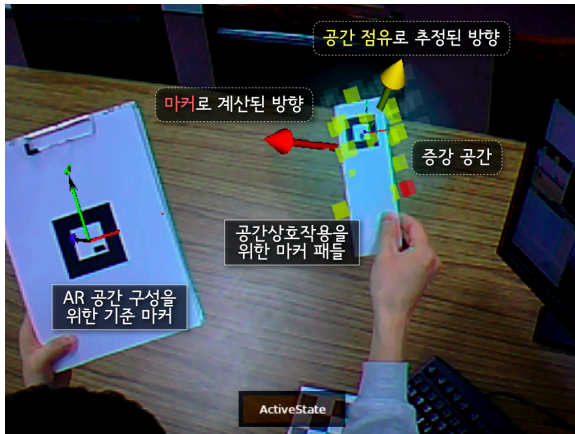 공간 점유로 추정된 방향
마커로 계산된 방향
증강 공간
공간상호작용을
위한 마커 패들
AR 공간 구성을
위한 기준 마커
ActiveState